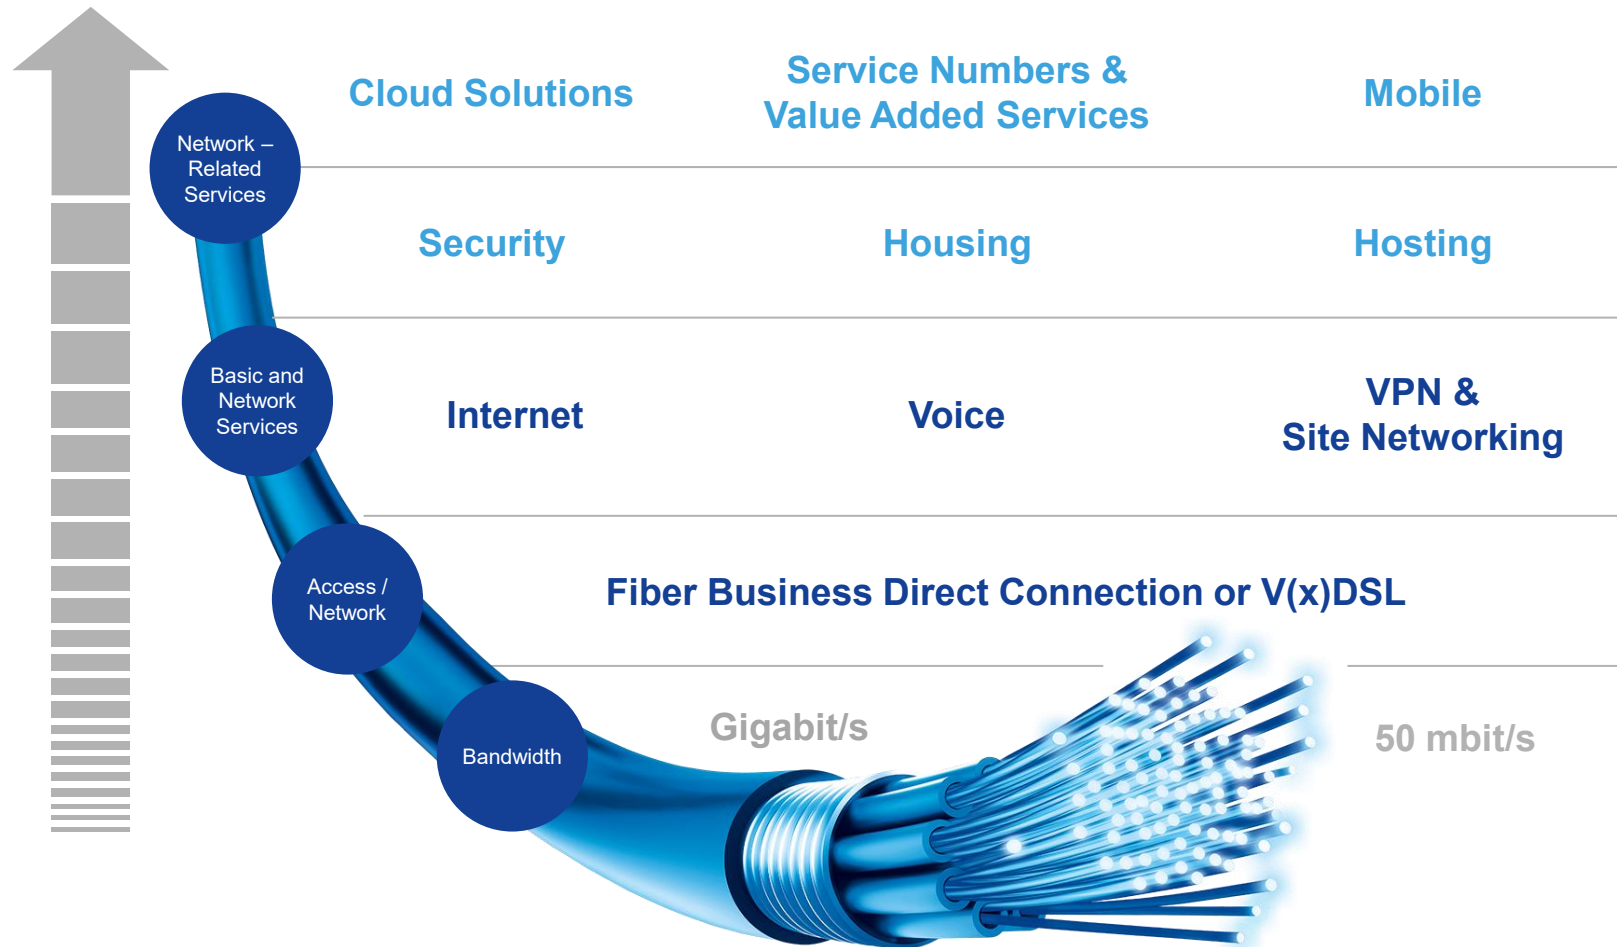 Cloud Solutions
Service Numbers &
Value Added Services
Mobile
Network –
Related
Services
Security
Housing
Hosting
Basic and
Network
Services
Internet
Voice
VPN &
Site Networking
Access /
Network
Fiber Business Direct Connection or V(x)DSL
Bandwidth
Gigabit/s
50 mbit/s